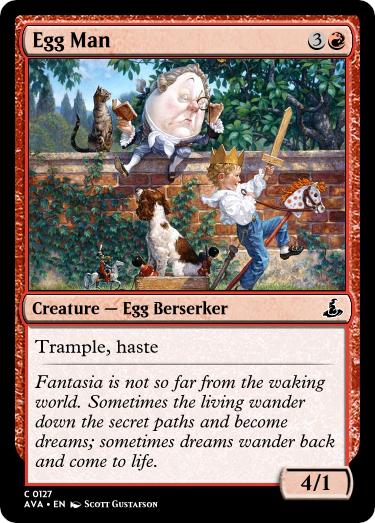 Egg Man 3
Creature — Egg Berserker
Trample, haste
Fantasia is not so far from the waking
world. Sometimes the living wander
down the secret paths and become
dreams; sometimes dreams wander back
and come to life.
4/1
C 0127
AVA • EN Scott Gustafson